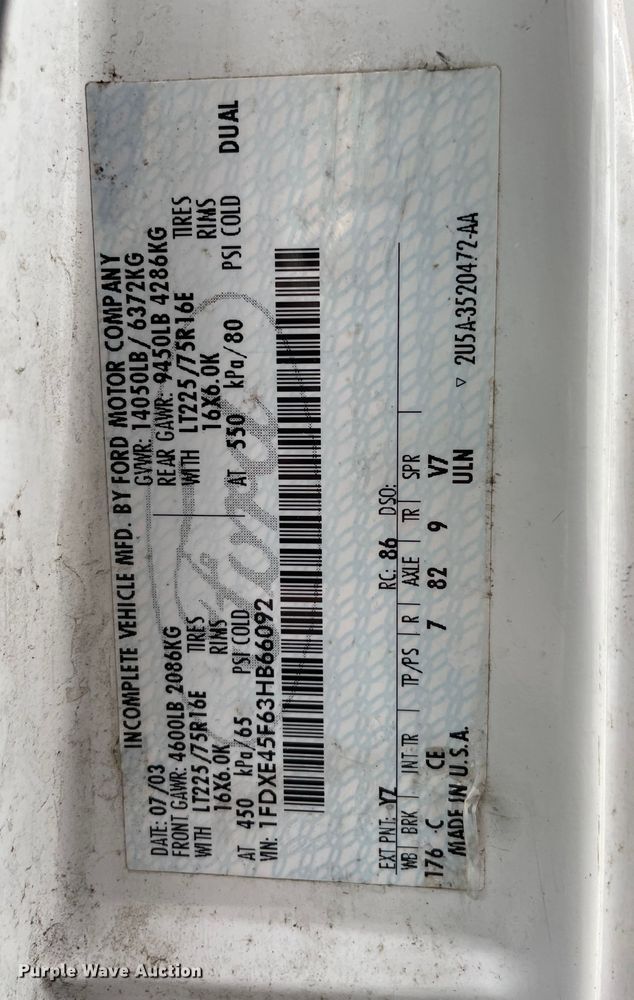 INCOMPLETE VEHICLE MFD. BY FORD MOTOR COMPANY
DATE: 07/03 GVWR: 14050LB/ 6372KG
FRONT GAWR: 4600LB 2086KG REAR GAWR: 9450LB 4286KG
WITH LT225/75R16E TIRES WITH LT225/75R16E TIRES
16X6.0K RIMS 16X6.0K RIMS
AT 450 kPa/65 PSI COLD AT 550 kPa/80 PSI COLD DUAL
VIN: 1FDXE45F63HB66092
Ford
EXT PNT: YZ RC: 86 DSO:
WB BRK INT TR TP/PS R AXLE TR SPR
176 C CE 7 82 9 V7
MADE IN U.S.A. ULN
▽ 2U5A-3520472-AA
Purple Wave Auction